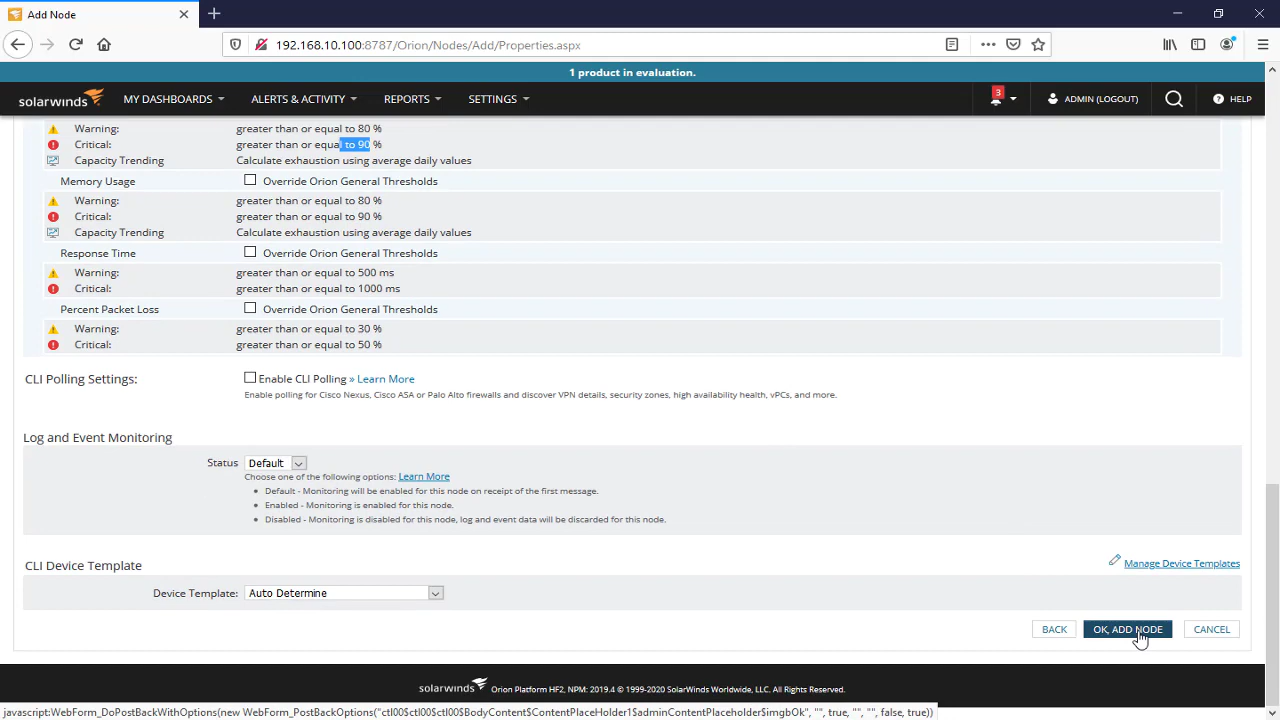 Add Node
192.168.10.100:8787/Orion/Nodes/Add/Properties.aspx
1 product in evaluation.
solarwinds MY DASHBOARDS ALERTS & ACTIVITY REPORTS SETTINGS 3 ADMIN (LOGOUT) HELP
Warning: greater than or equal to 80 %
Critical: greater than or equal to 90 %
Capacity Trending Calculate exhaustion using average daily values
Memory Usage Override Orion General Thresholds
Warning: greater than or equal to 80 %
Critical: greater than or equal to 90 %
Capacity Trending Calculate exhaustion using average daily values
Response Time Override Orion General Thresholds
Warning: greater than or equal to 500 ms
Critical: greater than or equal to 1000 ms
Percent Packet Loss Override Orion General Thresholds
Warning: greater than or equal to 30 %
Critical: greater than or equal to 50 %
CLI Polling Settings: Enable CLI Polling » Learn More
Enable polling for Cisco Nexus, Cisco ASA or Palo Alto firewalls and discover VPN details, security zones, high availability health, vPCs, and more.
Log and Event Monitoring
Status Default
Choose one of the following options: Learn More
• Default - Monitoring will be enabled for this node on receipt of the first message.
• Enabled - Monitoring is enabled for this node.
• Disabled - Monitoring is disabled for this node, log and event data will be discarded for this node.
CLI Device Template Manage Device Templates
Device Template: Auto Determine
BACK OK, ADD NODE CANCEL
solarwinds Orion Platform HF2, NPM: 2019.4 © 1999-2020 SolarWinds Worldwide, LLC. All Rights Reserved.
javascript:WebForm_DoPostBackWithOptions(new WebForm_PostBackOptions("ctl00$ctl00$ctl00$BodyContent$ContentPlaceHolder1$adminContentPlaceholder$imgbOk", "", true, "", "", false, true))